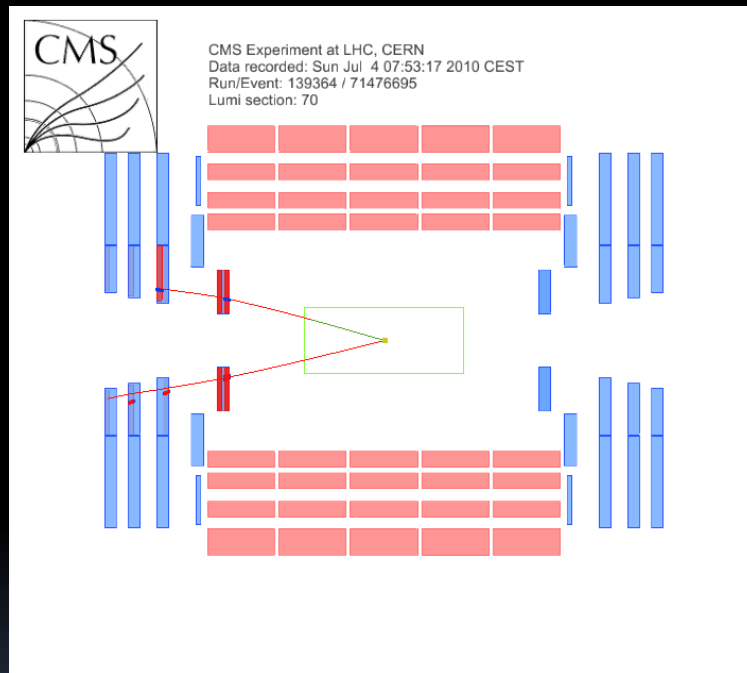 CMS
CMS Experiment at LHC, CERN
Data recorded: Sun Jul 4 07:53:17 2010 CEST
Run/Event: 139364 / 71476695
Lumi section: 70